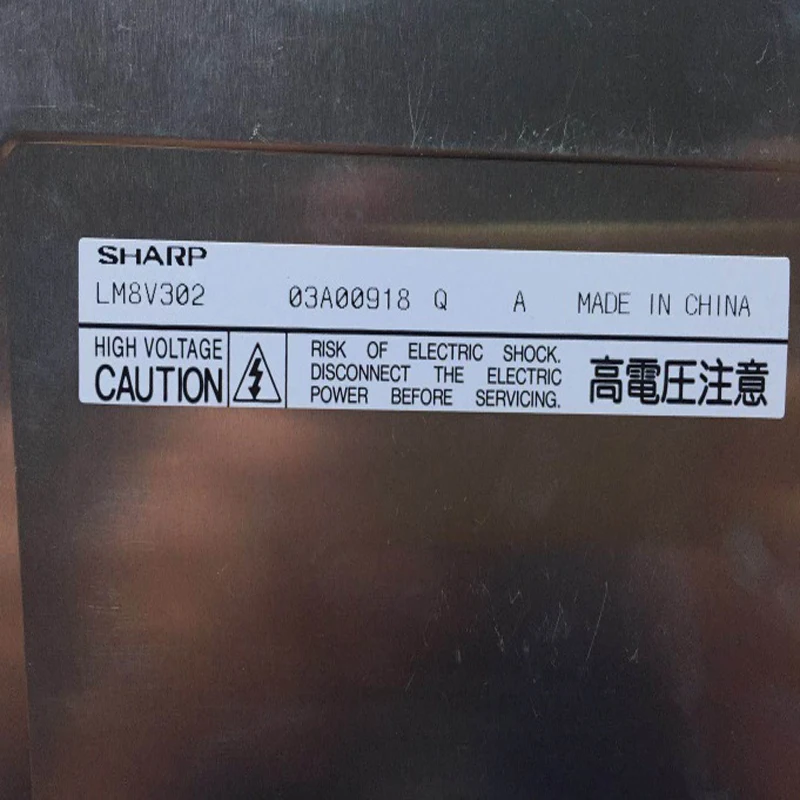 SHARP
LM8V302 03A00918 Q A MADE IN CHINA
HIGH VOLTAGE
CAUTION
RISK OF ELECTRIC SHOCK.
DISCONNECT THE ELECTRIC
POWER BEFORE SERVICING.
高電圧注意